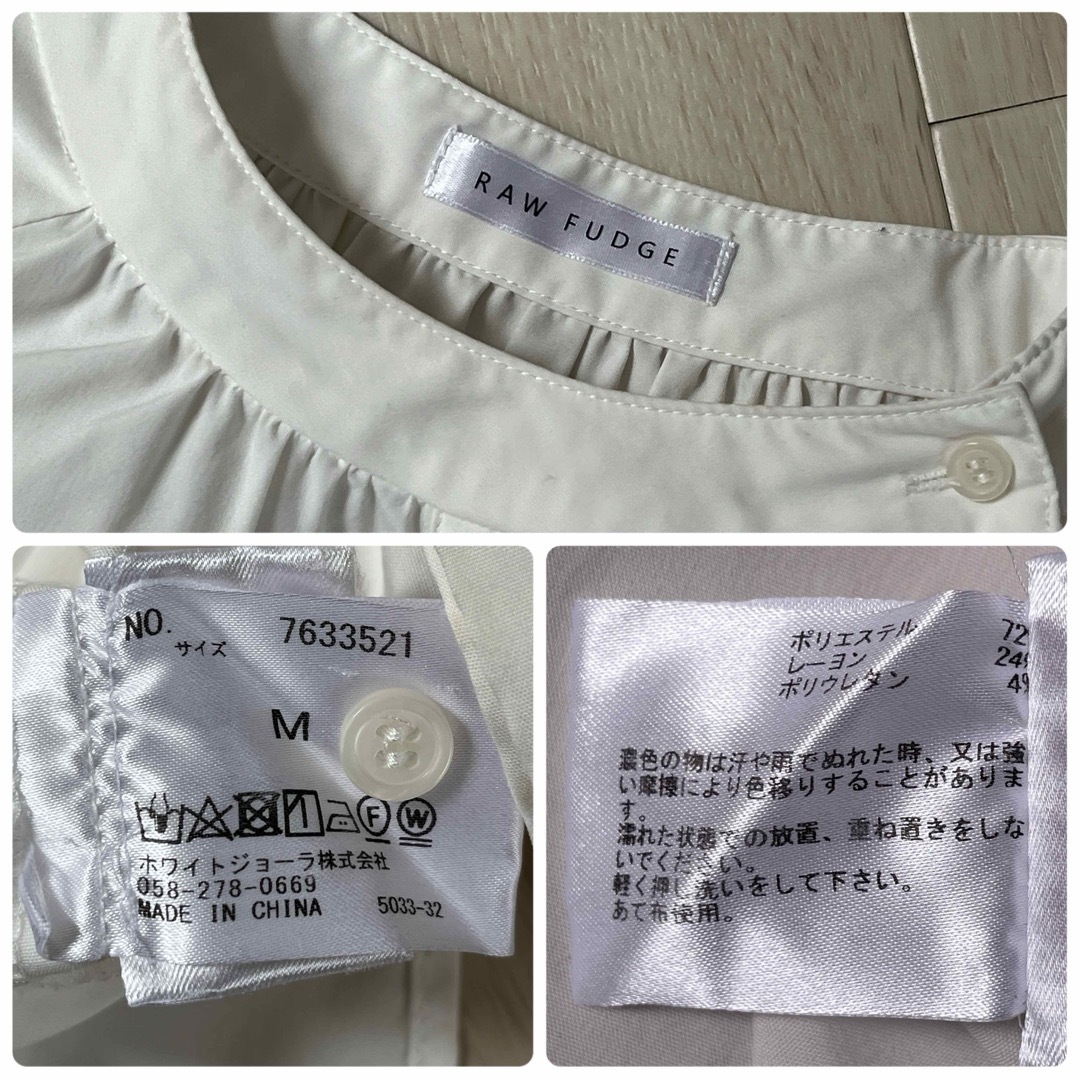 RAW FUDGE
NO. 7633521
サイズ
M
F W
ホワイトジョーラ株式会社
058-278-0669
MADE IN CHINA 5033-32
ポリエステル 72
レーヨン 24%
ポリウレタン 4%
濃色の物は汗や雨でぬれた時、又は強
い摩擦により色移りすることがありま
す。
濡れた状態での放置、重ね置きをしな
いでください。
軽く押し洗いをして下さい。
あて布使用。